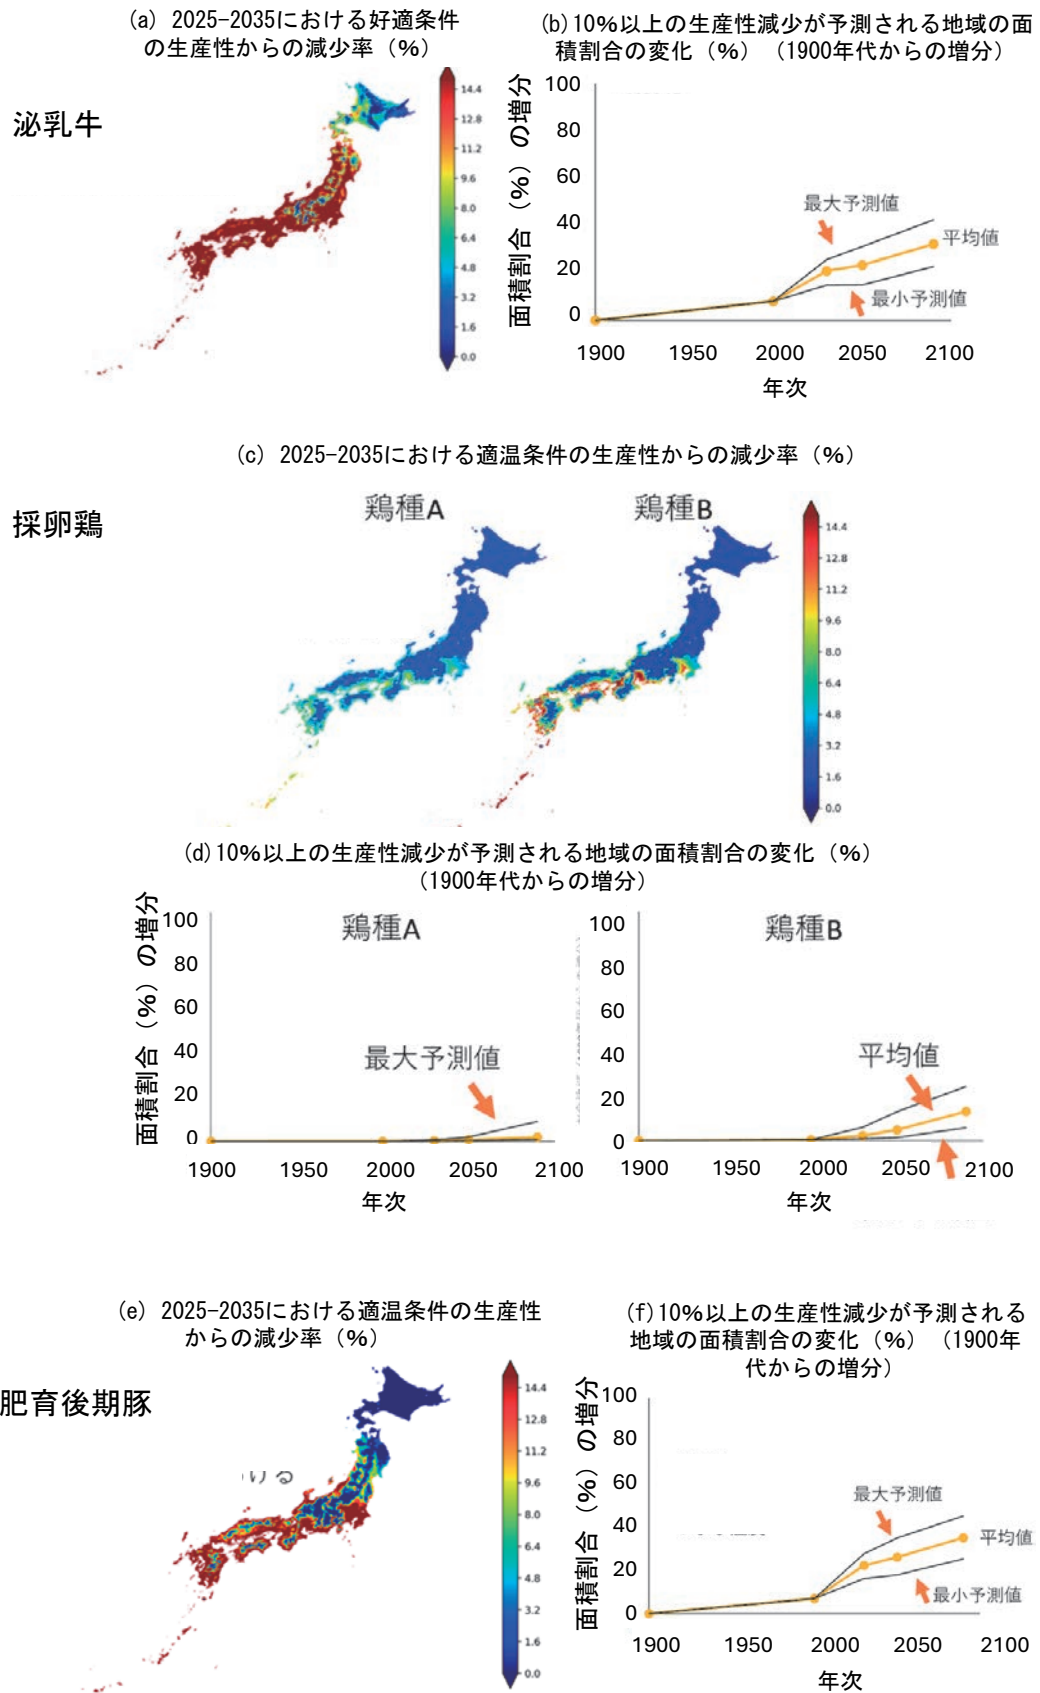 (a) 2025-2035における好適条件
の生産性からの減少率（%）
(b)10%以上の生産性減少が予測される地域の面
積割合の変化（%）（1900年代からの増分）
泌乳牛
14.4
12.8
11.2
9.6
8.0
6.4
4.8
3.2
1.6
0.0
面積割合（%）の増分
100
80
60
40
20
0
最大予測値
平均値
最小予測値
1900 1950 2000 2050 2100
年次
(c) 2025-2035における適温条件の生産性からの減少率（%）
採卵鶏
鶏種A
鶏種B
14.4
12.8
11.2
9.6
8.0
6.4
4.8
3.2
1.6
0.0
(d)10%以上の生産性減少が予測される地域の面積割合の変化（%）
（1900年代からの増分）
面積割合（%）の増分
100
80
60
40
20
0
鶏種A
最大予測値
1900 1950 2000 2050 2100
年次
100
80
60
40
20
0
鶏種B
平均値
1900 1950 2000 2050 2100
年次
(e) 2025-2035における適温条件の生産性
からの減少率（%）
(f)10%以上の生産性減少が予測される
地域の面積割合の変化（%）（1900年
代からの増分）
肥育後期豚
ける
14.4
12.8
11.2
9.6
8.0
6.4
4.8
3.2
1.6
0.0
面積割合（%）の増分
100
80
60
40
20
0
最大予測値
平均値
最小予測値
1900 1950 2000 2050 2100
年次